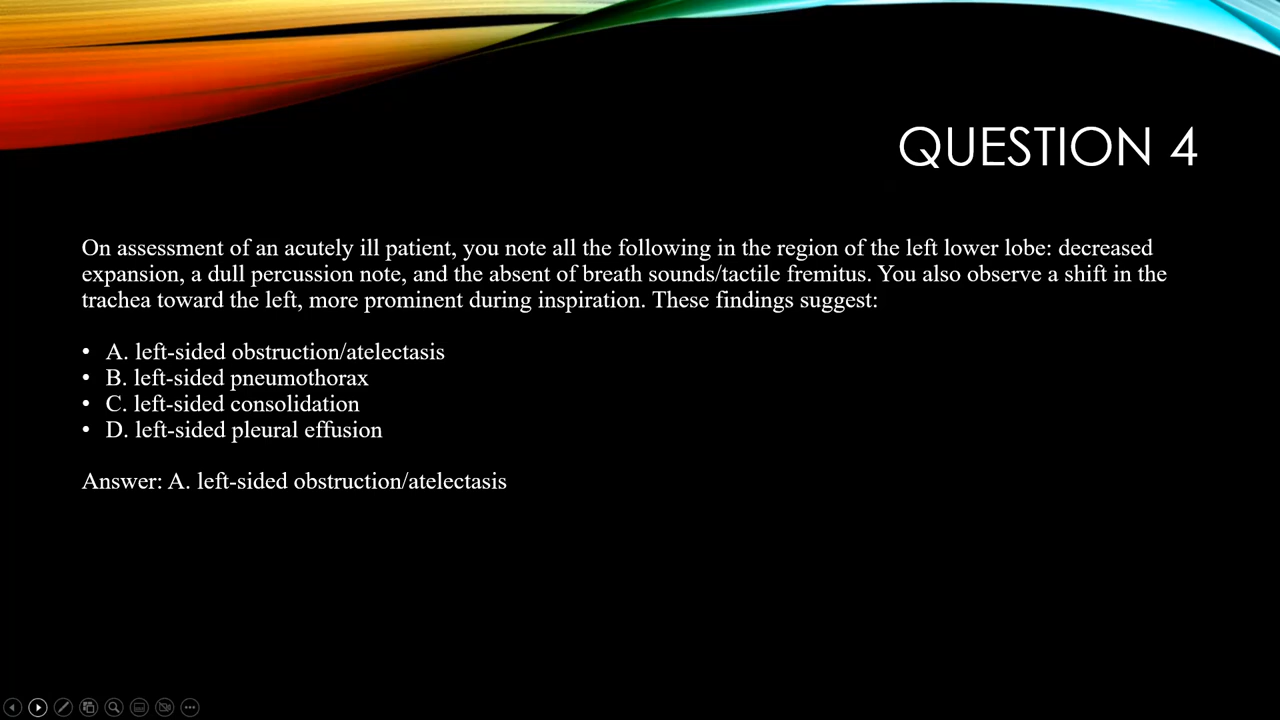 QUESTION 4
On assessment of an acutely ill patient, you note all the following in the region of the left lower lobe: decreased
expansion, a dull percussion note, and the absent of breath sounds/tactile fremitus. You also observe a shift in the
trachea toward the left, more prominent during inspiration. These findings suggest:
• A. left-sided obstruction/atelectasis
• B. left-sided pneumothorax
• C. left-sided consolidation
• D. left-sided pleural effusion
Answer: A. left-sided obstruction/atelectasis